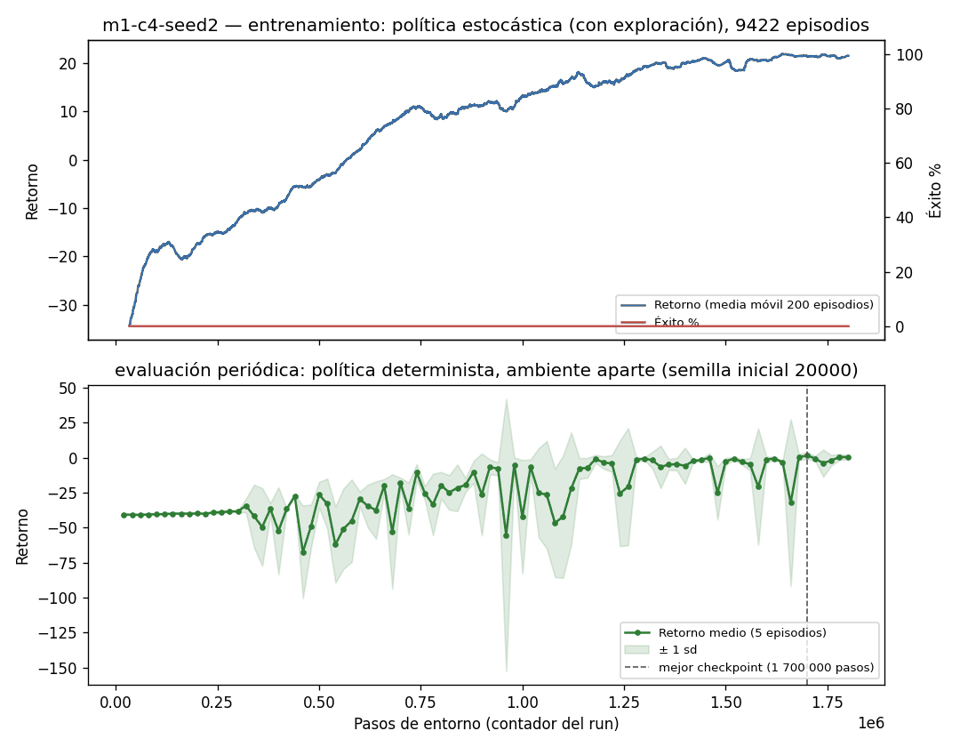 m1-c4-seed2 — entrenamiento: política estocástica (con exploración), 9422 episodios
20
10
0
−10
−20
−30
Retorno
100
80
60
40
20
0
Éxito %
Retorno (media móvil 200 episodios)
Éxito %
evaluación periódica: política determinista, ambiente aparte (semilla inicial 20000)
50
25
0
−25
−50
−75
−100
−125
−150
Retorno
Retorno medio (5 episodios)
± 1 sd
mejor checkpoint (1 700 000 pasos)
0.00 0.25 0.50 0.75 1.00 1.25 1.50 1.75
1e6
Pasos de entorno (contador del run)